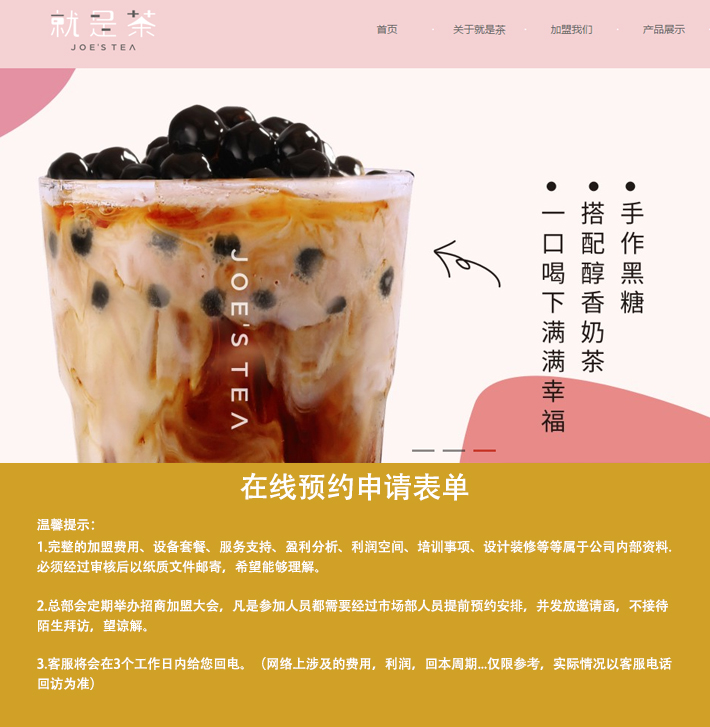 就是茶
JOE'S TEA
首页 关于就是茶 加盟我们 产品展示
手作黑糖
搭配醇香奶茶
一口喝下满满幸福
JOE'S TEA
在线预约申请表单
温馨提示：
1.完整的加盟费用、设备套餐、服务支持、盈利分析、利润空间、培训事项、设计装修等等属于公司内部资料.
必须经过审核后以纸质文件邮寄，希望能够理解。
2.总部会定期举办招商加盟大会，凡是参加人员都需要经过市场部人员提前预约安排，并发放邀请函，不接待
陌生拜访，望谅解。
3.客服将会在3个工作日内给您回电。（网络上涉及的费用，利润，回本周期...仅限参考，实际情况以客服电话
回访为准）